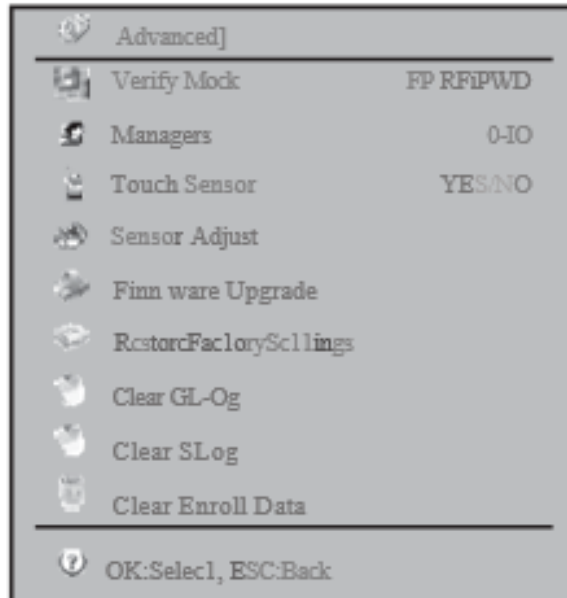 Advanced]
Verify Mock FP RFiPWD
Managers 0-IO
Touch Sensor YES/NO
Sensor Adjust
Finn ware Upgrade
RcstorcFac1orySc11ings
Clear GL-Og
Clear SLog
Clear Enroll Data
OK:Selec1, ESC:Back